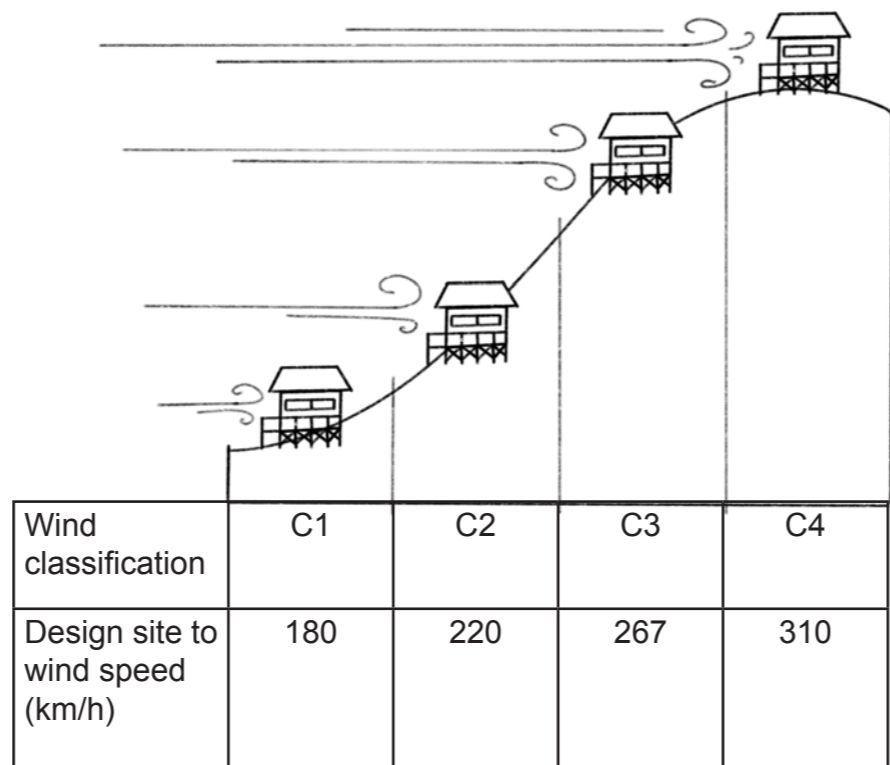 Wind
classification
C1
C2
C3
C4
Design site to
wind speed
(km/h)
180
220
267
310